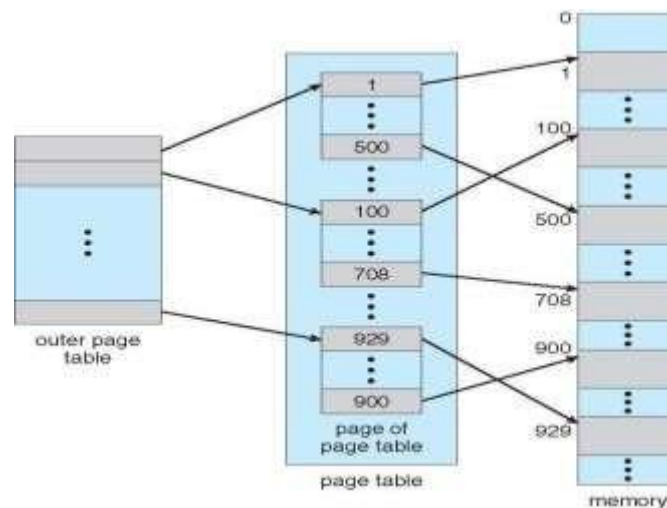 outer page
table
1
500
100
708
929
900
page of
page table
page table
0
1
100
500
708
900
929
memory